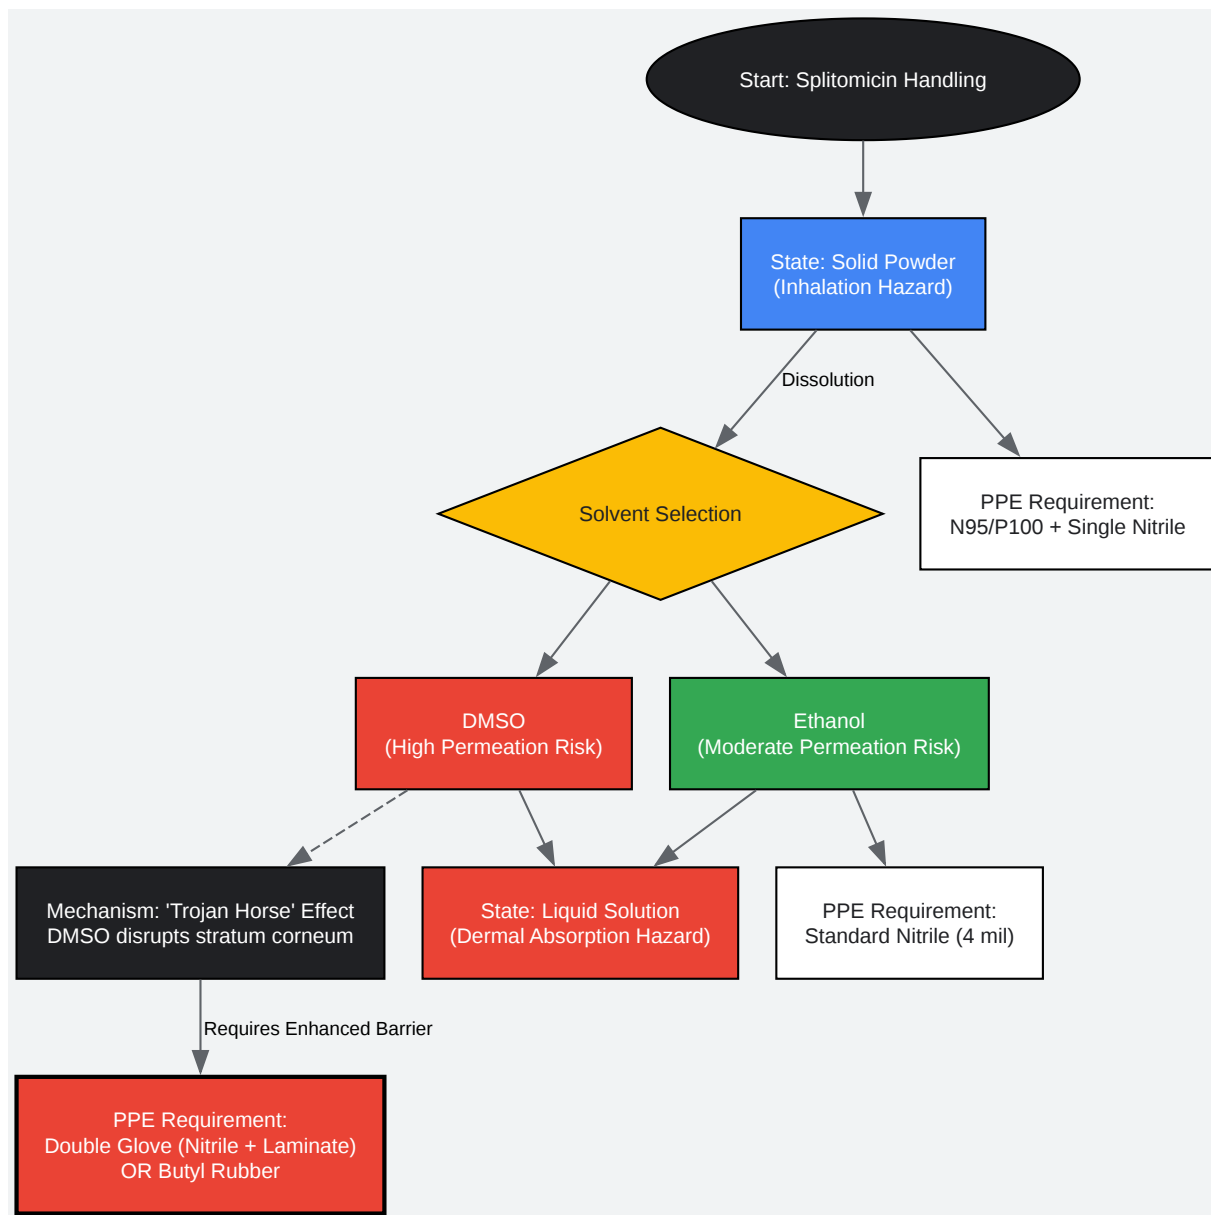 Start: Splitomicin Handling
State: Solid Powder
(Inhalation Hazard)
Dissolution
Solvent Selection
PPE Requirement:
N95/P100 + Single Nitrile
DMSO
(High Permeation Risk)
Ethanol
(Moderate Permeation Risk)
Mechanism: 'Trojan Horse' Effect
DMSO disrupts stratum corneum
State: Liquid Solution
(Dermal Absorption Hazard)
PPE Requirement:
Standard Nitrile (4 mil)
Requires Enhanced Barrier
PPE Requirement:
Double Glove (Nitrile + Laminate)
OR Butyl Rubber